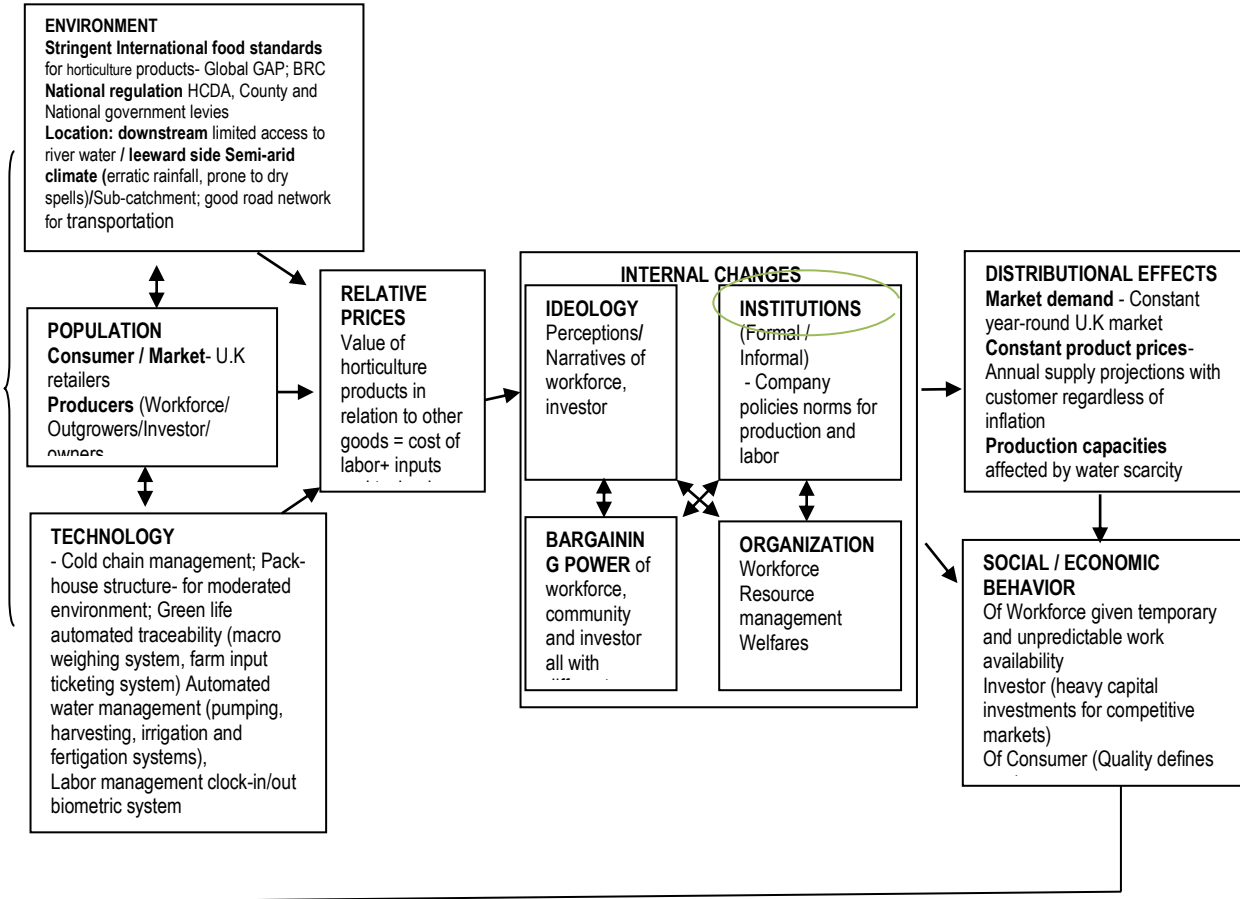 ENVIRONMENT
Stringent International food standards
for horticulture products- Global GAP; BRC
National regulation HCDA, County and
National government levies
Location: downstream limited access to
river water / leeward side Semi-arid
climate (erratic rainfall, prone to dry
spells)/Sub-catchment; good road network
for transportation
POPULATION
Consumer / Market- U.K
retailers
Producers (Workforce/
Outgrowers/Investor/
owners
TECHNOLOGY
- Cold chain management; Pack-
house structure- for moderated
environment; Green life
automated traceability (macro
weighing system, farm input
ticketing system) Automated
water management (pumping,
harvesting, irrigation and
fertigation systems),
Labor management clock-in/out
biometric system
RELATIVE
PRICES
Value of
horticulture
products in
relation to other
goods = cost of
labor+ inputs
INTERNAL CHANGES
IDEOLOGY
Perceptions/
Narratives of
workforce,
investor
INSTITUTIONS
(Formal /
Informal)
- Company
policies norms for
production and
labor
BARGAININ
G POWER of
workforce,
community
and investor
all with
ORGANIZATION
Workforce
Resource
management
Welfares
DISTRIBUTIONAL EFFECTS
Market demand - Constant
year-round U.K market
Constant product prices-
Annual supply projections with
customer regardless of
inflation
Production capacities
affected by water scarcity
SOCIAL / ECONOMIC
BEHAVIOR
Of Workforce given temporary
and unpredictable work
availability
Investor (heavy capital
investments for competitive
markets)
Of Consumer (Quality defines